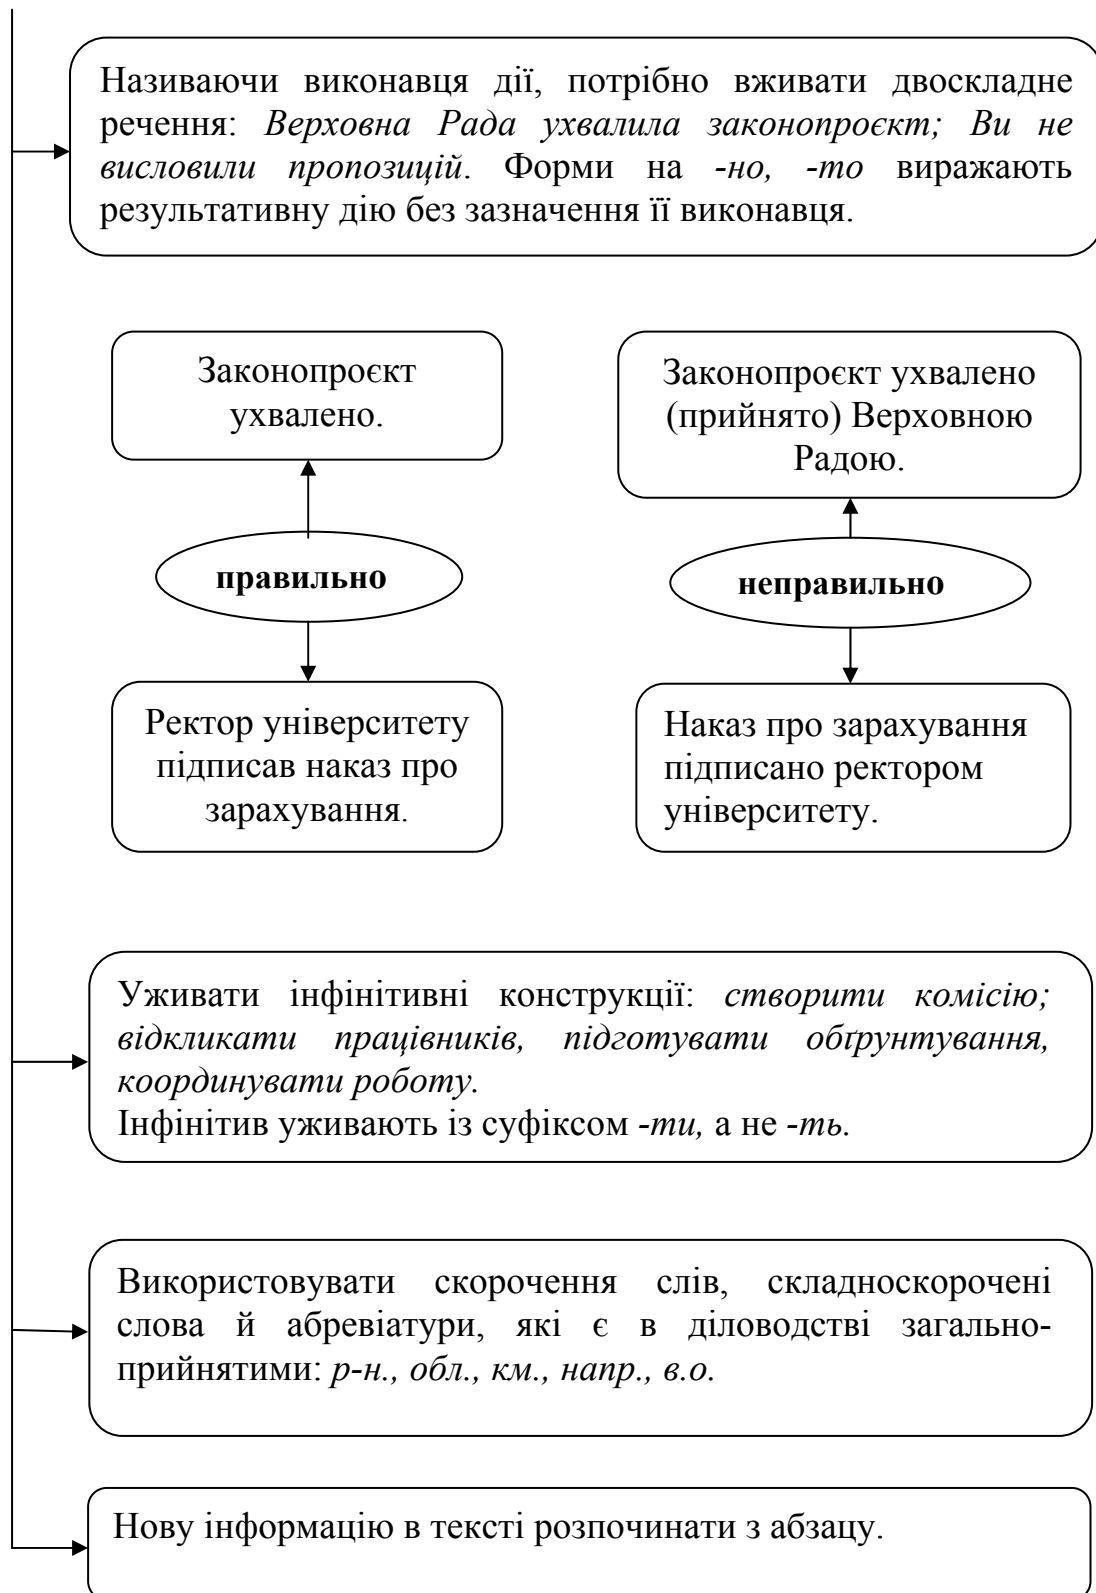 Називаючи виконавця дії, потрібно вживати двоскладне
речення: Верховна Рада ухвалила законопроєкт; Ви не
висловили пропозицій. Форми на -но, -то виражають
результативну дію без зазначення її виконавця.
Законопроєкт
ухвалено.
Законопроєкт ухвалено
(прийнято) Верховною
Радою.
правильно
неправильно
Ректор університету
підписав наказ про
зарахування.
Наказ про зарахування
підписано ректором
університету.
Уживати інфінітивні конструкції: створити комісію;
відкликати працівників, підготувати обґрунтування,
координувати роботу.
Інфінітив уживають із суфіксом -ти, а не -ть.
Використовувати скорочення слів, складноскорочені
слова й абревіатури, які є в діловодстві загально-
прийнятими: р-н., обл., км., напр., в.о.
Нову інформацію в тексті розпочинати з абзацу.